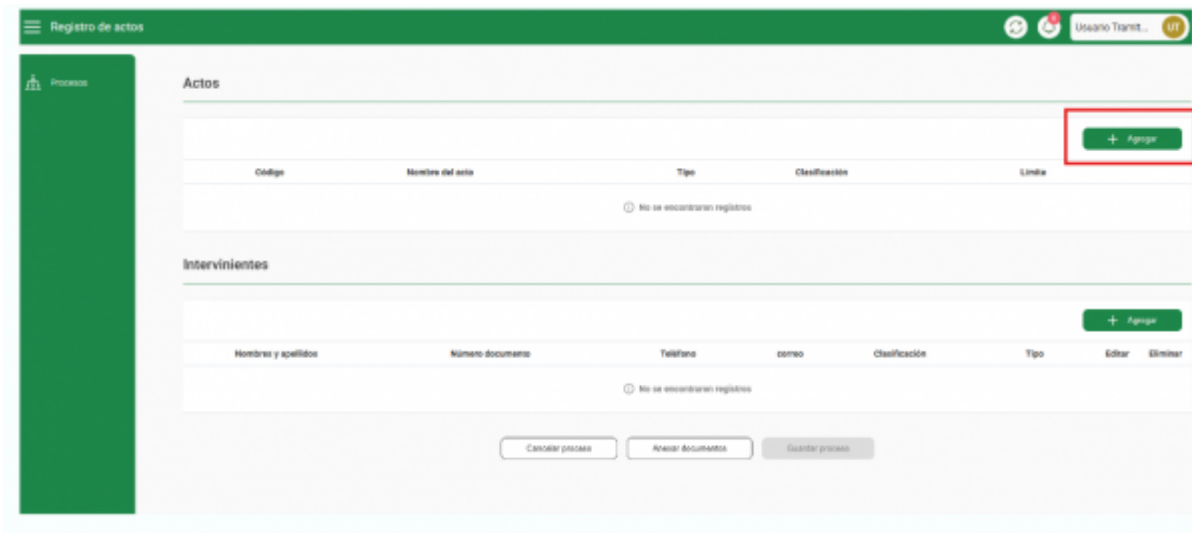 Registro de actos
Usuario Tramit... UT
Procesos
Actos
+ Agregar
Código Nombre del acto Tipo Clasificación Limite
No se encontraron registros
Intervinientes
+ Agregar
Nombres y apellidos Número documento Teléfono correo Clasificación Tipo Editar Eliminar
No se encontraron registros
Cancelar proceso Anexar documentos Guardar proceso